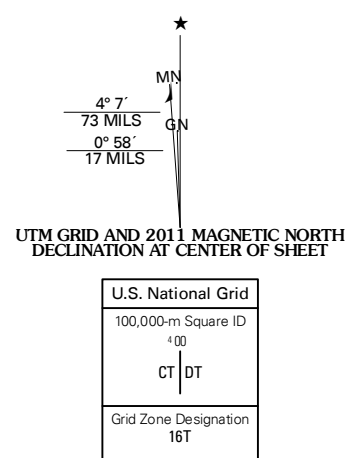 ★
MN
4° 7´
73 MILS
GN
0° 58´
17 MILS
UTM GRID AND 2011 MAGNETIC NORTH
DECLINATION AT CENTER OF SHEET
U.S. National Grid
100,000-m Square ID
4 00
CT DT
Grid Zone Designation
16T